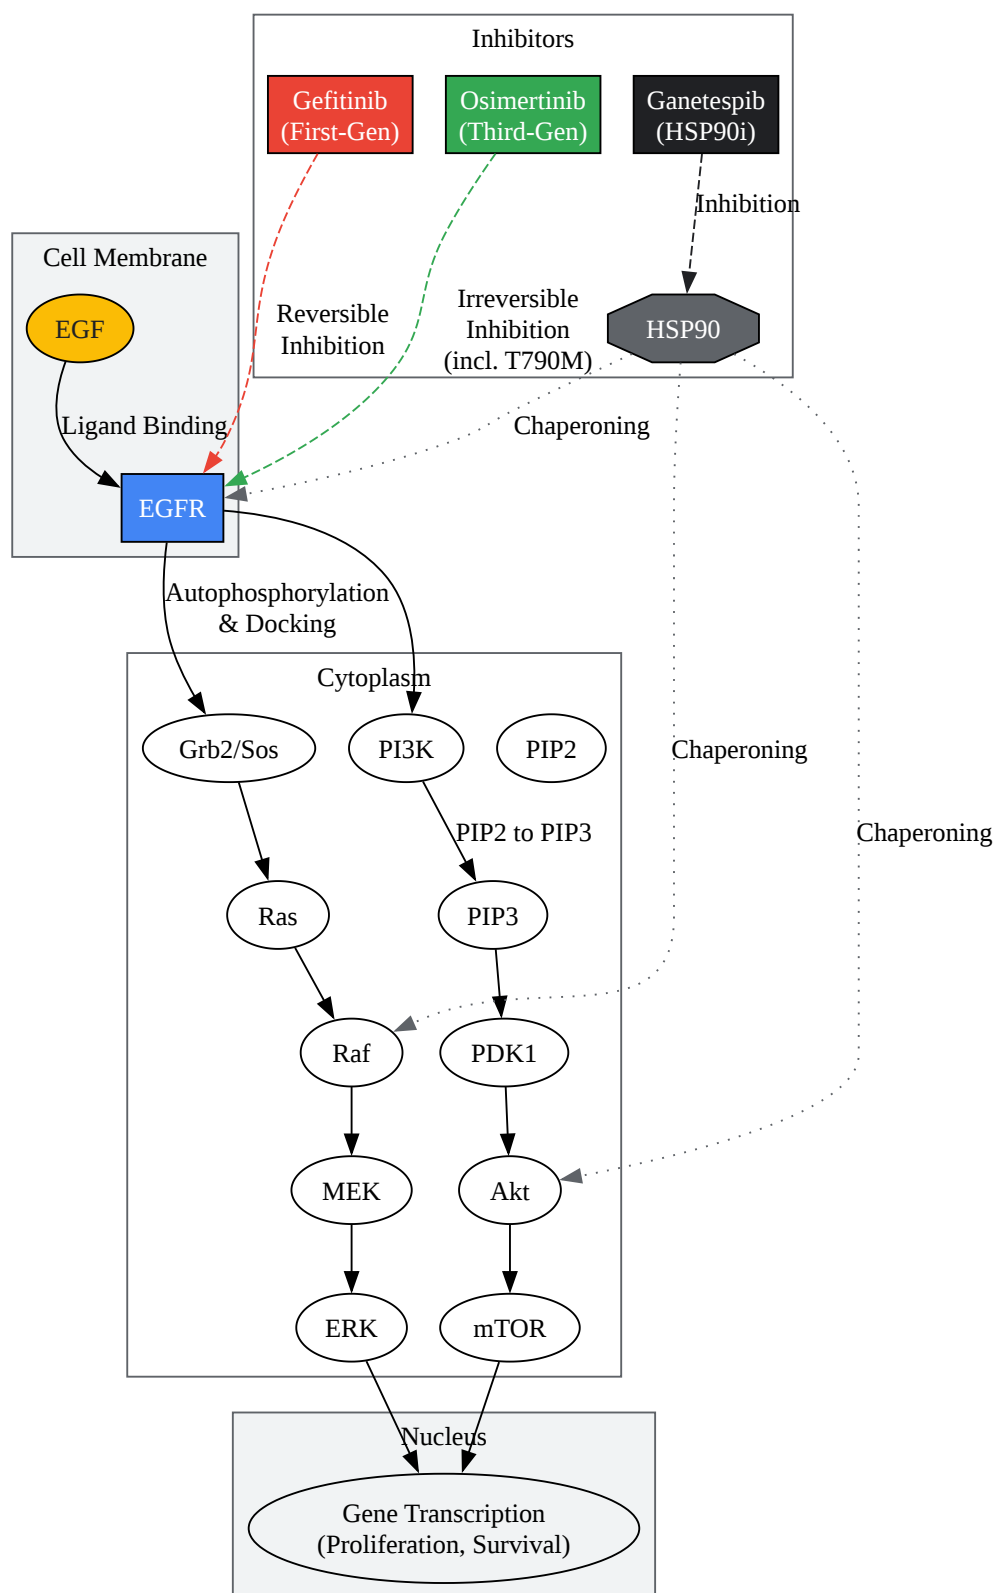 Inhibitors
Gefitinib
(First-Gen)
Osimertinib
(Third-Gen)
Ganetespib
(HSP90i)
Inhibition
Cell Membrane
EGF
Reversible
Inhibition
Irreversible
Inhibition
(incl. T790M)
HSP90
Ligand Binding
Chaperoning
EGFR
Autophosphorylation
& Docking
Cytoplasm
Grb2/Sos
PI3K
PIP2
Chaperoning
PIP2 to PIP3
Chaperoning
Ras
PIP3
Raf
PDK1
MEK
Akt
ERK
mTOR
Nucleus
Gene Transcription
(Proliferation, Survival)